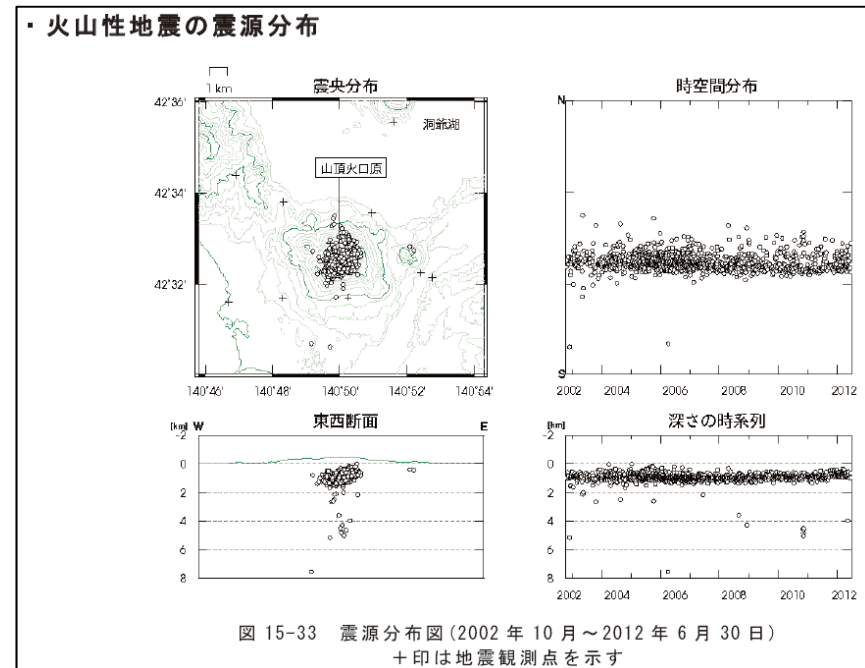 ・火山性地震の震源分布
1 km
震央分布
42°36'
42°34'
42°32'
洞爺湖
山頂火口原
140°46' 140°48' 140°50' 140°52' 140°54'
時空間分布
N
S
2002 2004 2006 2008 2010 2012
東西断面
[km] W E
-2
0
2
4
6
8
深さの時系列
[km]
-2
0
2
4
6
8
2002 2004 2006 2008 2010 2012
図 15-33 震源分布図(2002 年 10 月～2012 年 6 月 30 日)
＋印は地震観測点を示す